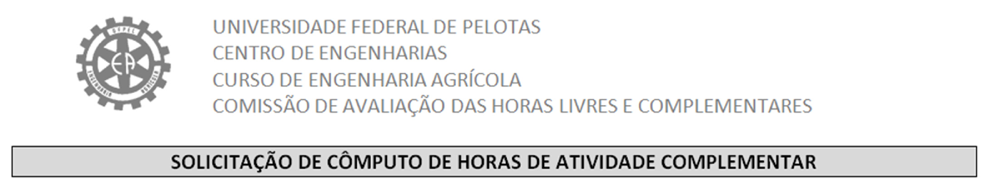 UFPEL
EA
ENGENHARIA AGRÍCOLA
UNIVERSIDADE FEDERAL DE PELOTAS
CENTRO DE ENGENHARIAS
CURSO DE ENGENHARIA AGRÍCOLA
COMISSÃO DE AVALIAÇÃO DAS HORAS LIVRES E COMPLEMENTARES
SOLICITAÇÃO DE CÔMPUTO DE HORAS DE ATIVIDADE COMPLEMENTAR